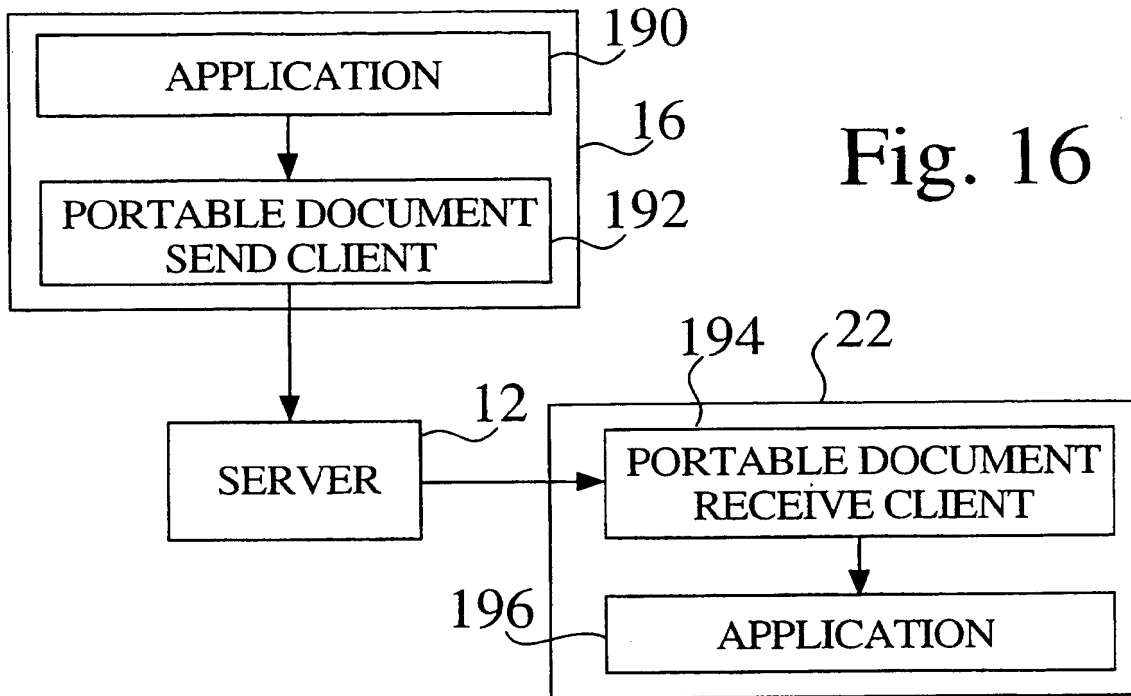 190
APPLICATION
16
Fig. 16
PORTABLE DOCUMENT
SEND CLIENT
192
194
22
12
SERVER
PORTABLE DOCUMENT
RECEIVE CLIENT
196
APPLICATION